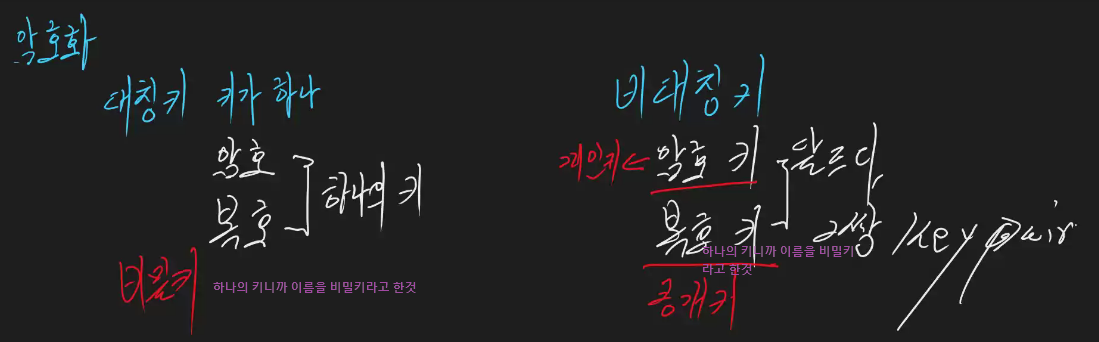 암호화
대칭키 키가 하나
암호
복호
하나의 키
비밀키
하나의 키니까 이름을 비밀키라고 한것
비대칭키
개인키 ← 암호 키
복호 키
다르다
2쌍 / key pair
하나의 키니까 이름을 비밀키
라고 한것
공개키